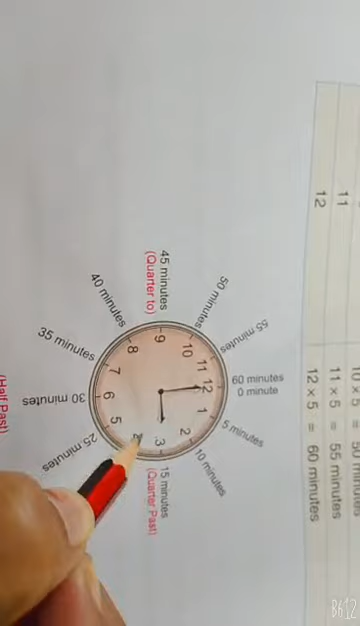 10 × 5 = 50 minutes
11
11 × 5 = 55 minutes
12
12 × 5 = 60 minutes
60 minutes
0 minute
5 minutes
10 minutes
15 minutes
(Quarter Past)
25 minutes
30 minutes
(Half Past)
35 minutes
40 minutes
45 minutes
(Quarter to)
50 minutes
55 minutes
12
1
2
3
5
6
7
8
9
10
11
B612